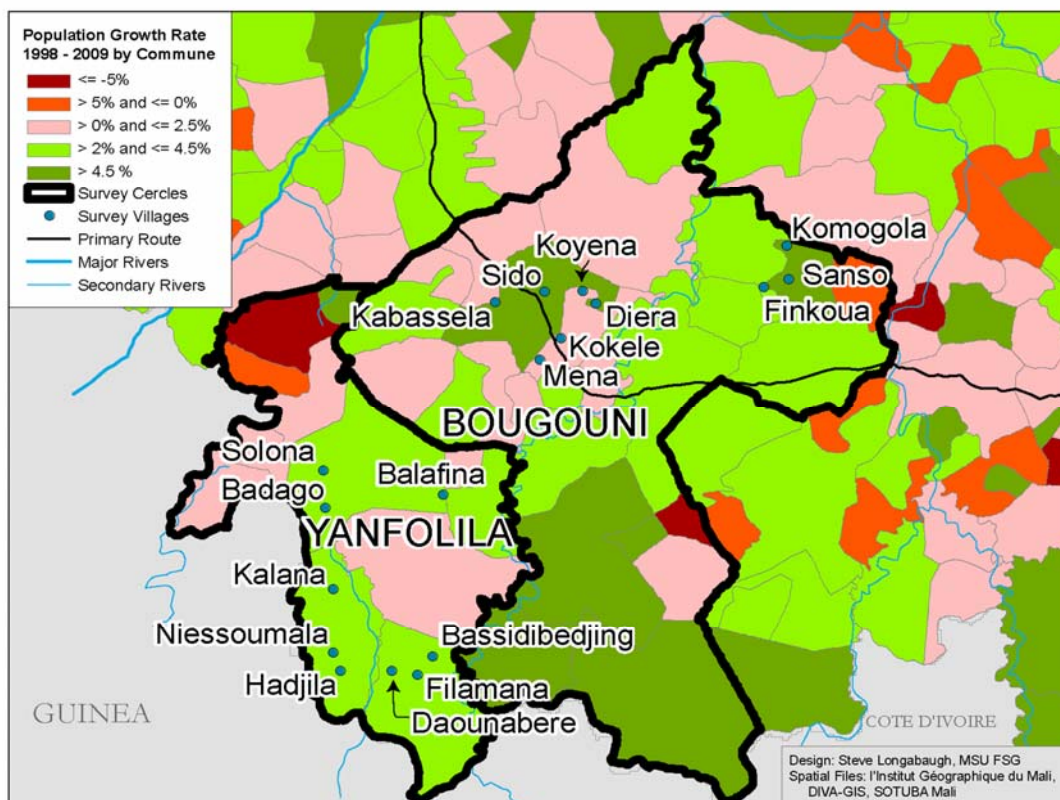 Population Growth Rate
1998 - 2009 by Commune
<= -5%
> 5% and <= 0%
> 0% and <= 2.5%
> 2% and <= 4.5%
> 4.5 %
Survey Cercles
Survey Villages
Primary Route
Major Rivers
Secondary Rivers
Komogola
Koyena
Sido
Sanso
Kabassela
Diera
Finkoua
Kokele
Mena
BOUGOUNI
Solona
Balafina
Badago
YANFOLILA
Kalana
Niessoumala
Bassidibedjing
Hadjila
Filamana
Daounabere
GUINEA
COTE D'IVOIRE
Design: Steve Longabaugh, MSU FSG
Spatial Files: l'Institut Géographique du Mali,
DIVA-GIS, SOTUBA Mali